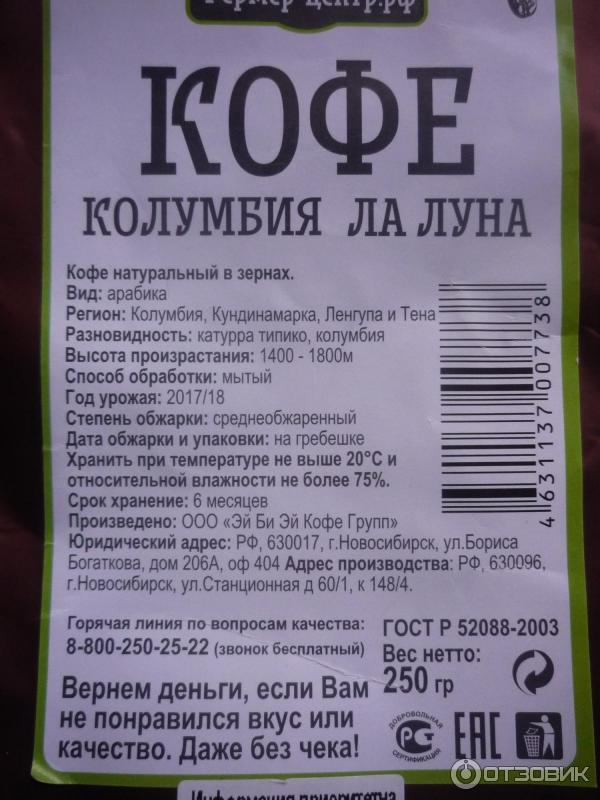 Фермер-центр.рф
КОФЕ
КОЛУМБИЯ ЛА ЛУНА
Кофе натуральный в зернах.
Вид: арабика
Регион: Колумбия, Кундинамарка, Ленгупа и Тена
Разновидность: катурра типико, колумбия
Высота произрастания: 1400 - 1800м
Способ обработки: мытый
Год урожая: 2017/18
Степень обжарки: среднеобжаренный
Дата обжарки и упаковки: на гребешке
Хранить при температуре не выше 20°С и
относительной влажности не более 75%.
Срок хранение: 6 месяцев
Произведено: ООО «Эй Би Эй Кофе Групп»
Юридический адрес: РФ, 630017, г.Новосибирск, ул.Бориса
Богаткова, дом 206А, оф 404 Адрес производства: РФ, 630096,
г.Новосибирск, ул.Станционная д 60/1, к 148/4.
4 631137 007738
Горячая линия по вопросам качества:
8-800-250-25-22 (звонок бесплатный)
ГОСТ Р 52088-2003
Вес нетто:
250 гр
Вернем деньги, если Вам
не понравился вкус или
качество. Даже без чека!
ДОБРОВОЛЬНАЯ
СЕРТИФИКАЦИЯ
ЕАС
Информация приоритетна
ОТЗОВИК